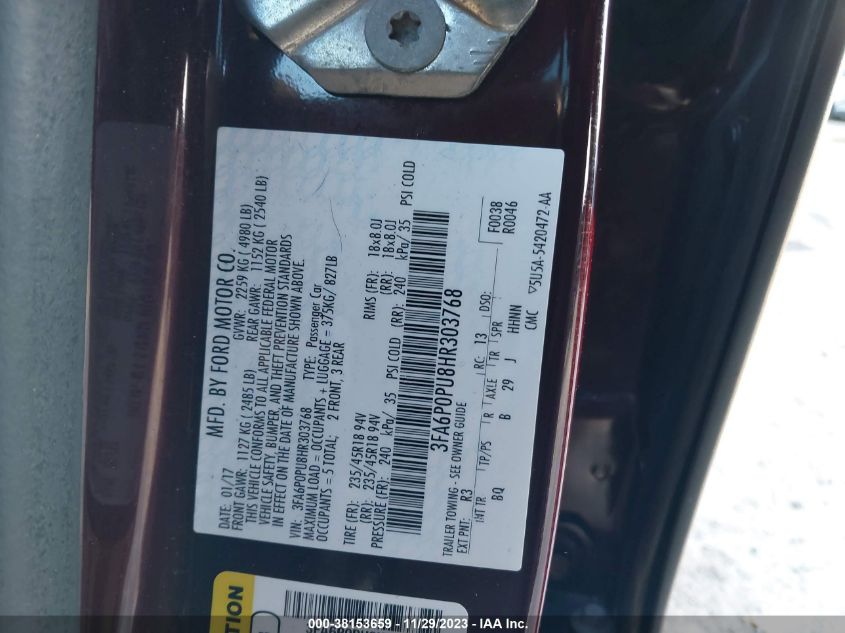 MFD. BY FORD MOTOR CO.
DATE: 01/17 GVWR: 2259 KG ( 4980 LB)
FRONT GAWR: 1127 KG ( 2485 LB) REAR GAWR: 1152 KG ( 2540 LB)
THIS VEHICLE CONFORMS TO ALL APPLICABLE FEDERAL MOTOR
VEHICLE SAFETY, BUMPER, AND THEFT PREVENTION STANDARDS
IN EFFECT ON THE DATE OF MANUFACTURE SHOWN ABOVE.
VIN: 3FA6P0PU8HR303768 TYPE: Passenger Car
MAXIMUM LOAD = OCCUPANTS + LUGGAGE = 375KG/ 827LB
OCCUPANTS = 5 TOTAL; 2 FRONT, 3 REAR
TIRE (FR): 235/45R18 94V RIMS (FR): 18x8.0J
(RR): 235/45R18 94V (RR): 18x8.0J
PRESSURE (FR): 240 kPa/ 35 PSI COLD (RR): 240 kPa/ 35 PSI COLD
3FA6P0PU8HR303768
TRAILER TOWING - SEE OWNER GUIDE
EXT PNT: R3 RC: 13 DSO: F0038
R0046
INT TR TP/PS R AXLE TR SPR
BQ B 29 J HHNN
CMC ▽5U5A-5420472-AA
000-38153659 - 11/29/2023 -